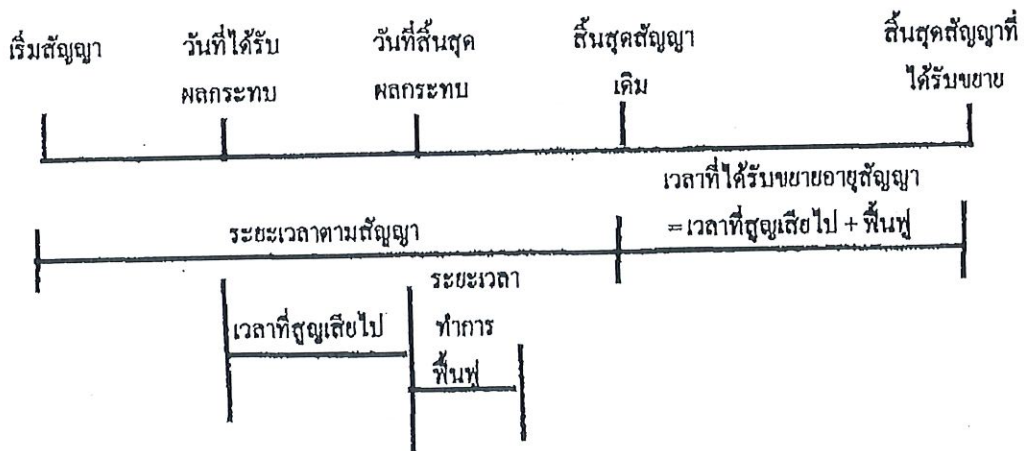 เริ่มสัญญา
วันที่ได้รับ
ผลกระทบ
วันที่สิ้นสุด
ผลกระทบ
สิ้นสุดสัญญา
เดิม
สิ้นสุดสัญญาที่
ได้รับขยาย
เวลาที่ได้รับขยายอายุสัญญา
=เวลาที่สูญเสียไป + ฟื้นฟู
ระยะเวลาตามสัญญา
เวลาที่สูญเสียไป
ระยะเวลา
ทำการ
ฟื้นฟู